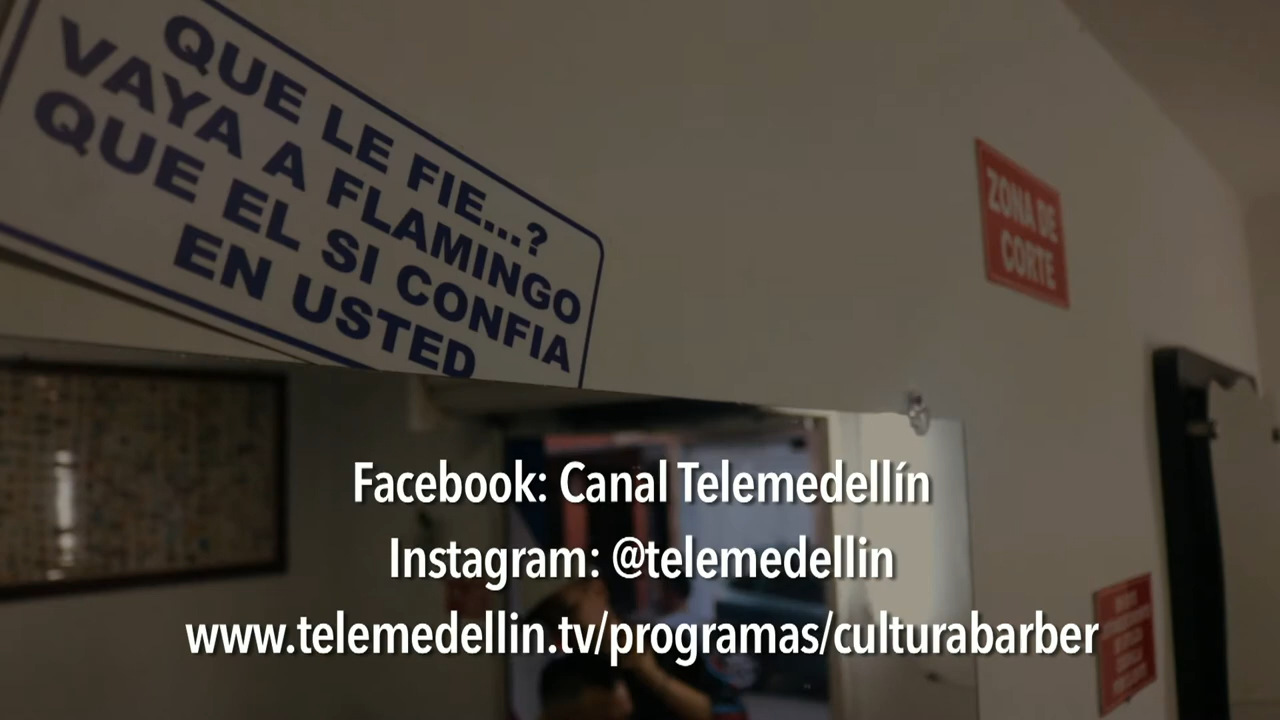 QUE LE FIE...?
VAYA A FLAMINGO
QUE EL SI CONFIA
EN USTED
ZONA DE
CORTE
Facebook: Canal Telemedellín
Instagram: @telemedellin
www.telemedellin.tv/programas/culturabarber